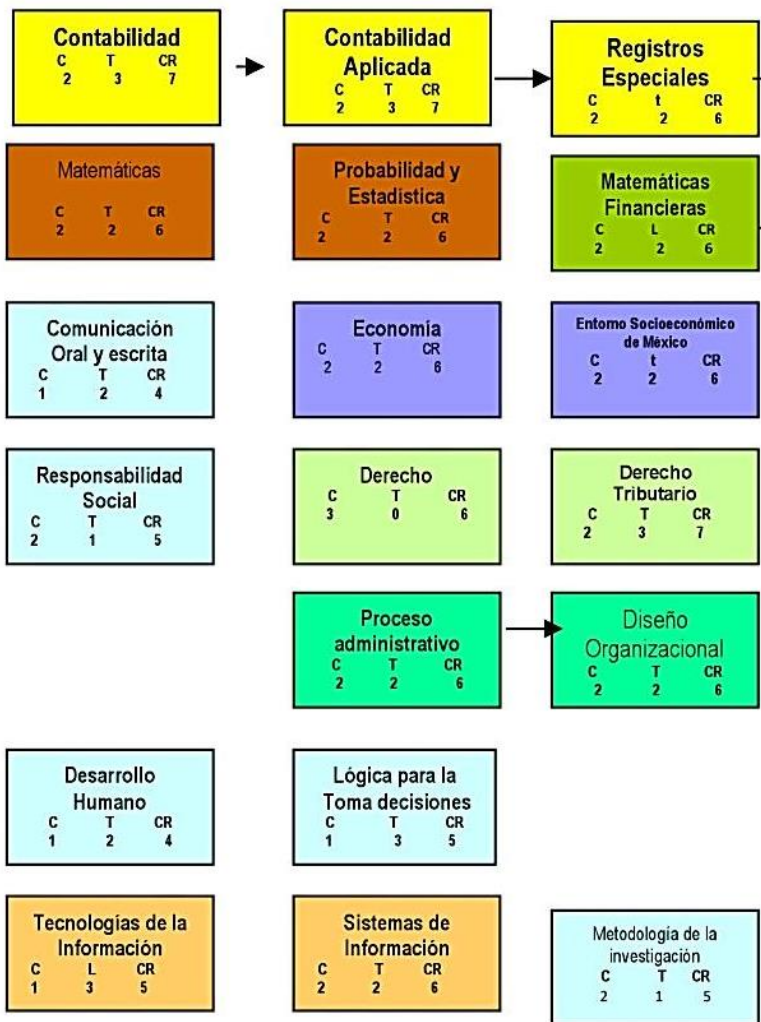 Contabilidad
C T CR
2 3 7
Contabilidad
Aplicada
C T CR
2 3 7
Registros
Especiales
C t CR
2 2 6
Matemáticas
C T CR
2 2 6
Probabilidad y
Estadística
C T CR
2 2 6
Matemáticas
Financieras
C L CR
2 2 6
Comunicación
Oral y escrita
C T CR
1 2 4
Economía
C T CR
2 2 6
Entorno Socioeconómico
de México
C t CR
2 2 6
Responsabilidad
Social
C T CR
2 1 5
Derecho
C T CR
3 0 6
Derecho
Tributario
C T CR
2 3 7
Proceso
administrativo
C T CR
2 2 6
Diseño
Organizacional
C T CR
2 2 6
Desarrollo
Humano
C T CR
1 2 4
Lógica para la
Toma decisiones
C T CR
1 3 5
Tecnologías de la
Información
C L CR
1 3 5
Sistemas de
Información
C T CR
2 2 6
Metodología de la
investigación
C T CR
2 1 5